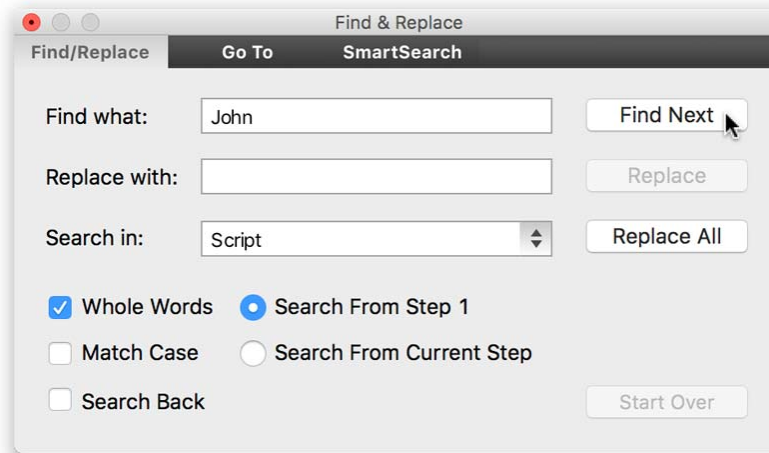 Find & Replace
Find/Replace Go To SmartSearch
Find what: John Find Next
Replace with: Replace
Search in: Script Replace All
Whole Words Search From Step 1
Match Case Search From Current Step
Search Back Start Over